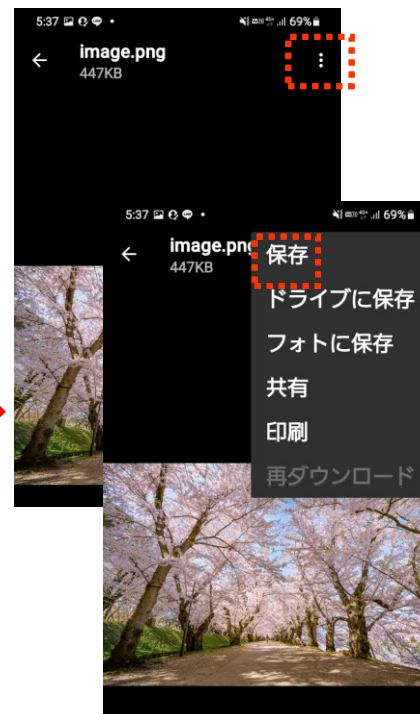 5:37
69%
image.png
447KB
5:37
69%
image.png
447KB
保存
ドライブに保存
フォトに保存
共有
印刷
再ダウンロード